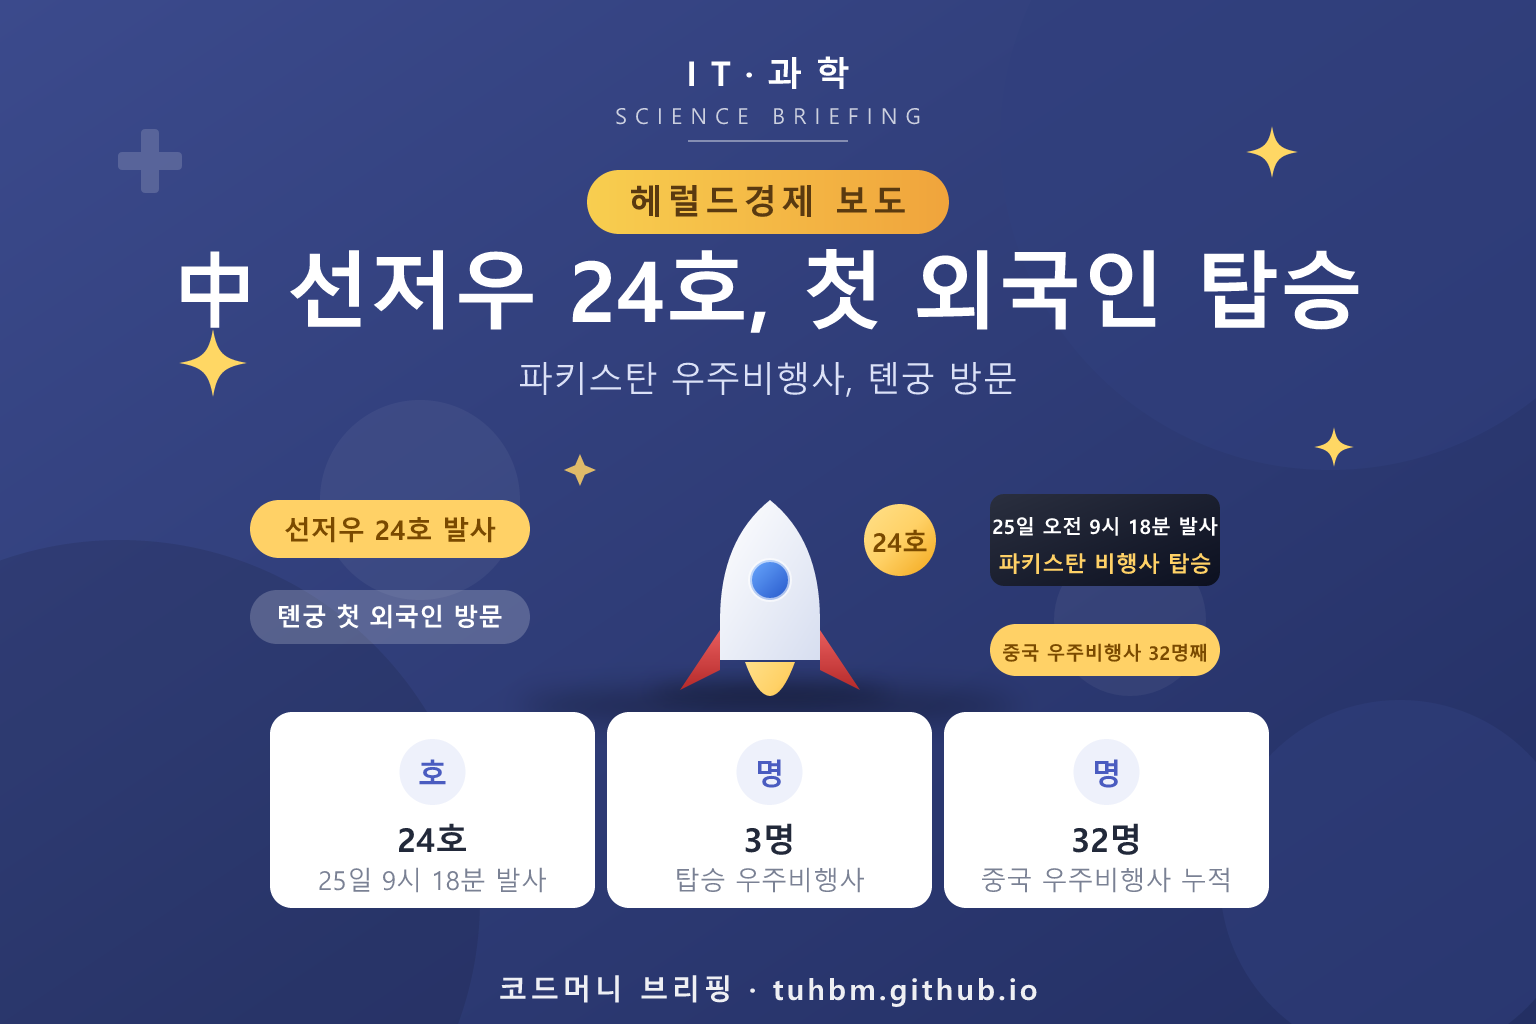 IT·과학
SCIENCE BRIEFING
헤럴드경제 보도
中 선저우 24호, 첫 외국인 탑승
파키스탄 우주비행사, 톈궁 방문
선저우 24호 발사
톈궁 첫 외국인 방문
24호
25일 오전 9시 18분 발사
파키스탄 비행사 탑승
중국 우주비행사 32명째
호
24호
25일 9시 18분 발사
명
3명
탑승 우주비행사
명
32명
중국 우주비행사 누적
코드머니 브리핑 · tuhbm.github.io